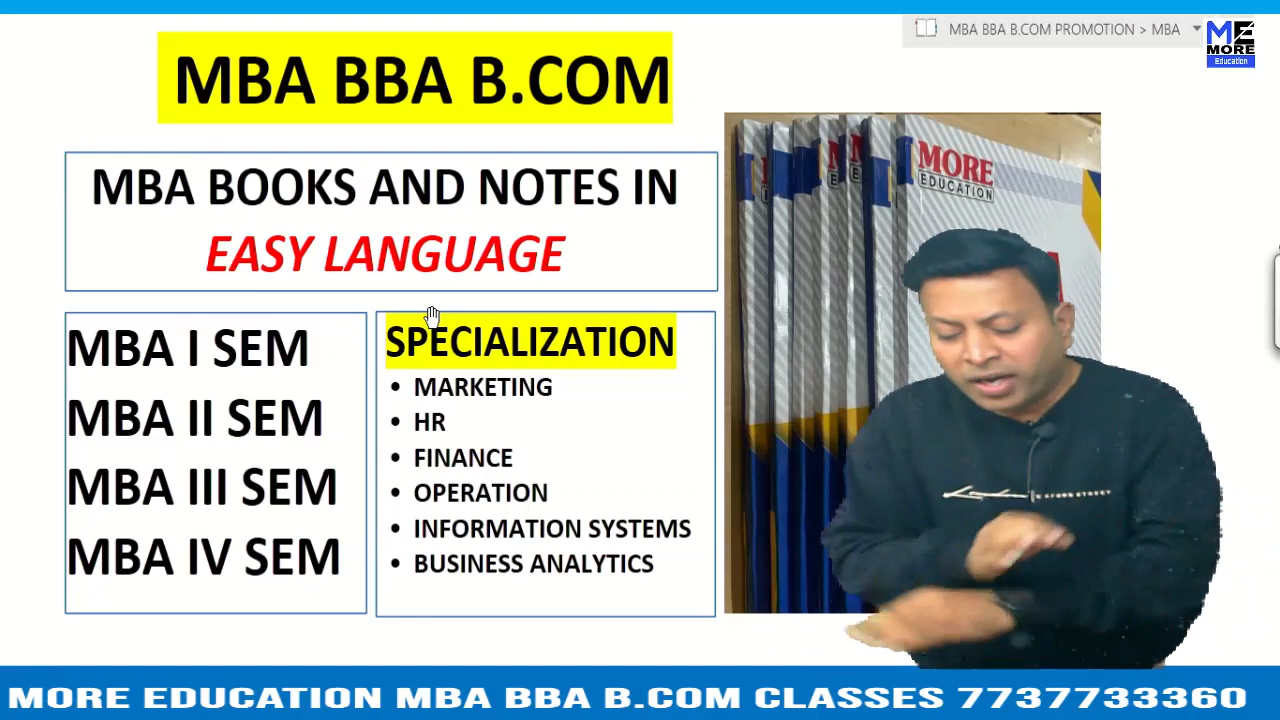 MBA BBA B.COM PROMOTION > MBA
ME
MORE
Education
MBA BBA B.COM
MBA BOOKS AND NOTES IN
EASY LANGUAGE
MBA I SEM
MBA II SEM
MBA III SEM
MBA IV SEM
SPECIALIZATION
• MARKETING
• HR
• FINANCE
• OPERATION
• INFORMATION SYSTEMS
• BUSINESS ANALYTICS
MORE
EDUCATION
MORE EDUCATION MBA BBA B.COM CLASSES 7737733360